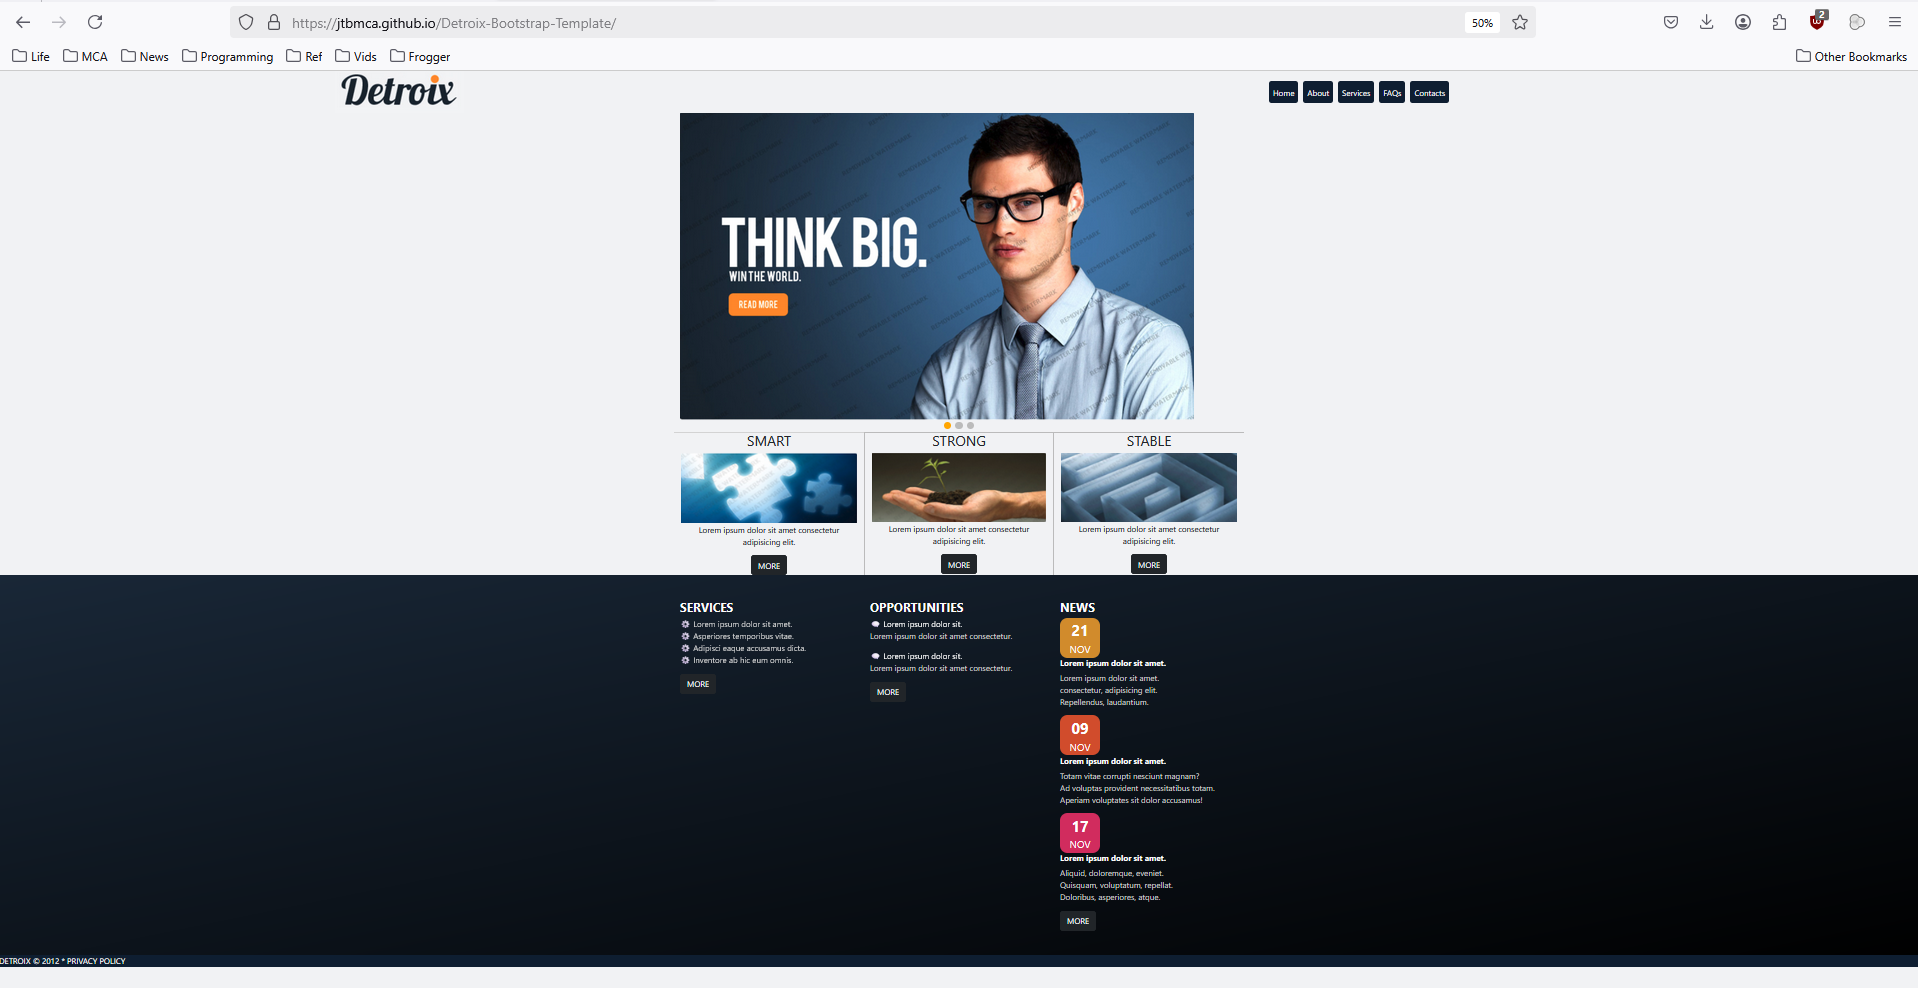 https://jtbmca.github.io/Detroix-Bootstrap-Template/
50%
2
Life MCA News Programming Ref Vids Frogger
Other Bookmarks
Detroix
Home About Services FAQs Contacts
THINK BIG.
WIN THE WORLD.
READ MORE
REMOVABLE WATERMARK
SMART
Lorem ipsum dolor sit amet consectetur
adipisicing elit.
MORE
STRONG
Lorem ipsum dolor sit amet consectetur
adipisicing elit.
MORE
STABLE
Lorem ipsum dolor sit amet consectetur
adipisicing elit.
MORE
SERVICES
Lorem ipsum dolor sit amet.
Asperiores temporibus vitae.
Adipisci eaque accusamus dicta.
Inventore ab hic eum omnis.
MORE
OPPORTUNITIES
Lorem ipsum dolor sit.
Lorem ipsum dolor sit amet consectetur.
Lorem ipsum dolor sit.
Lorem ipsum dolor sit amet consectetur.
MORE
NEWS
21
NOV
Lorem ipsum dolor sit amet.
Lorem ipsum dolor sit amet.
consectetur, adipisicing elit.
Repellendus, laudantium.
09
NOV
Lorem ipsum dolor sit amet.
Totam vitae corrupti nesciunt magnam?
Ad voluptas provident necessitatibus totam.
Aperiam voluptates sit dolor accusamus!
17
NOV
Lorem ipsum dolor sit amet.
Aliquid, doloremque, eveniet.
Quisquam, voluptatum, repellat.
Doloribus, asperiores, atque.
MORE
DETROIX © 2012 * PRIVACY POLICY